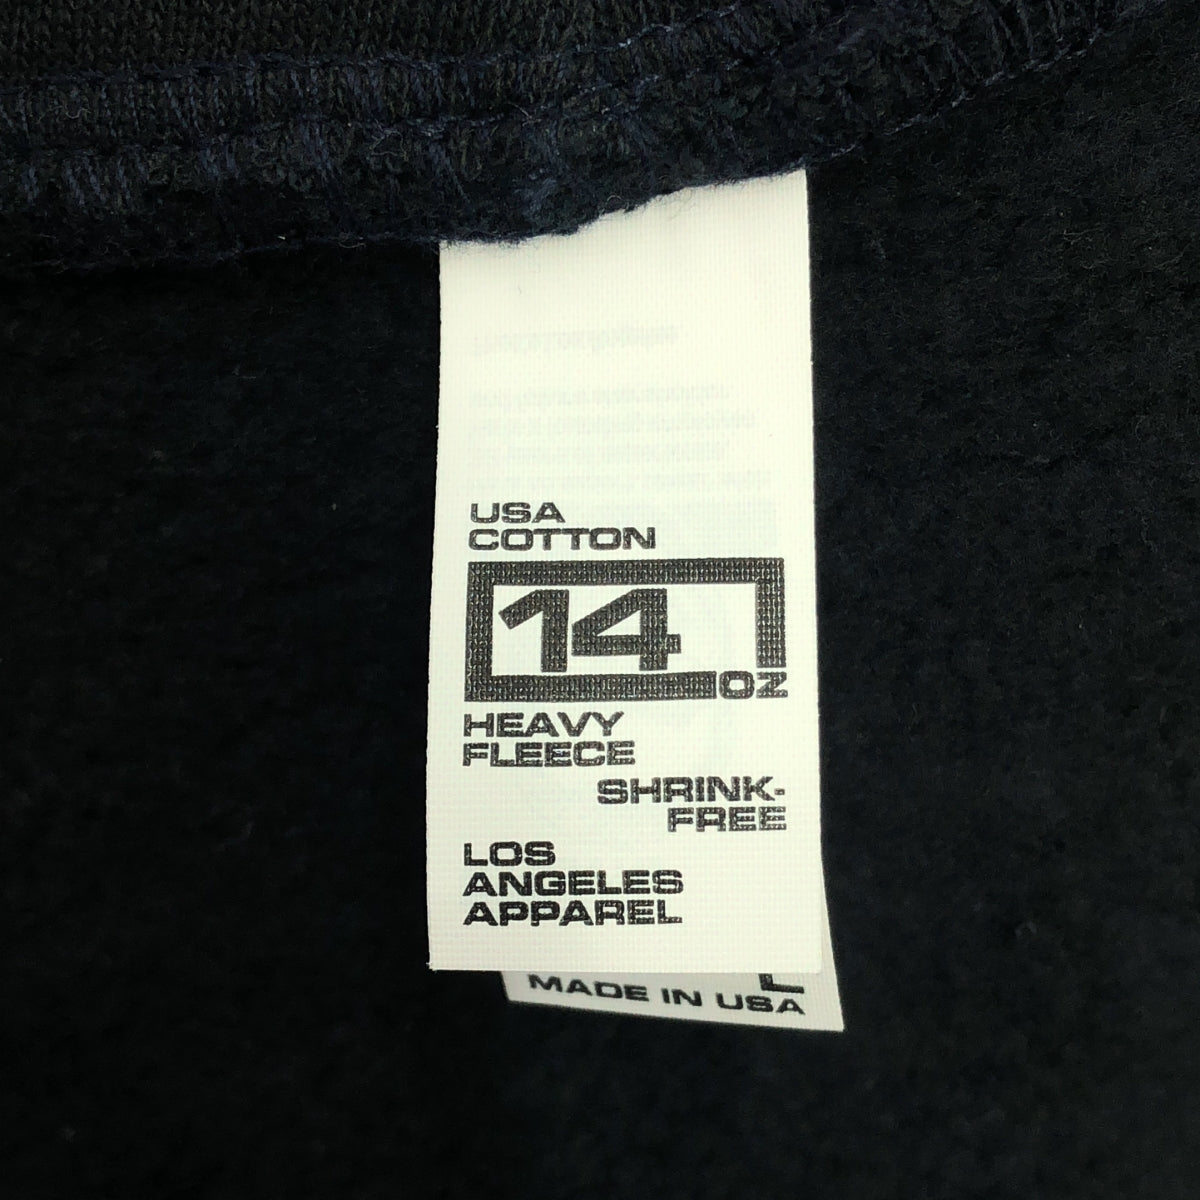 USA
COTTON
14
OZ
HEAVY
FLEECE
SHRINK-
FREE
LOS
ANGELES
APPAREL
L
MADE IN USA